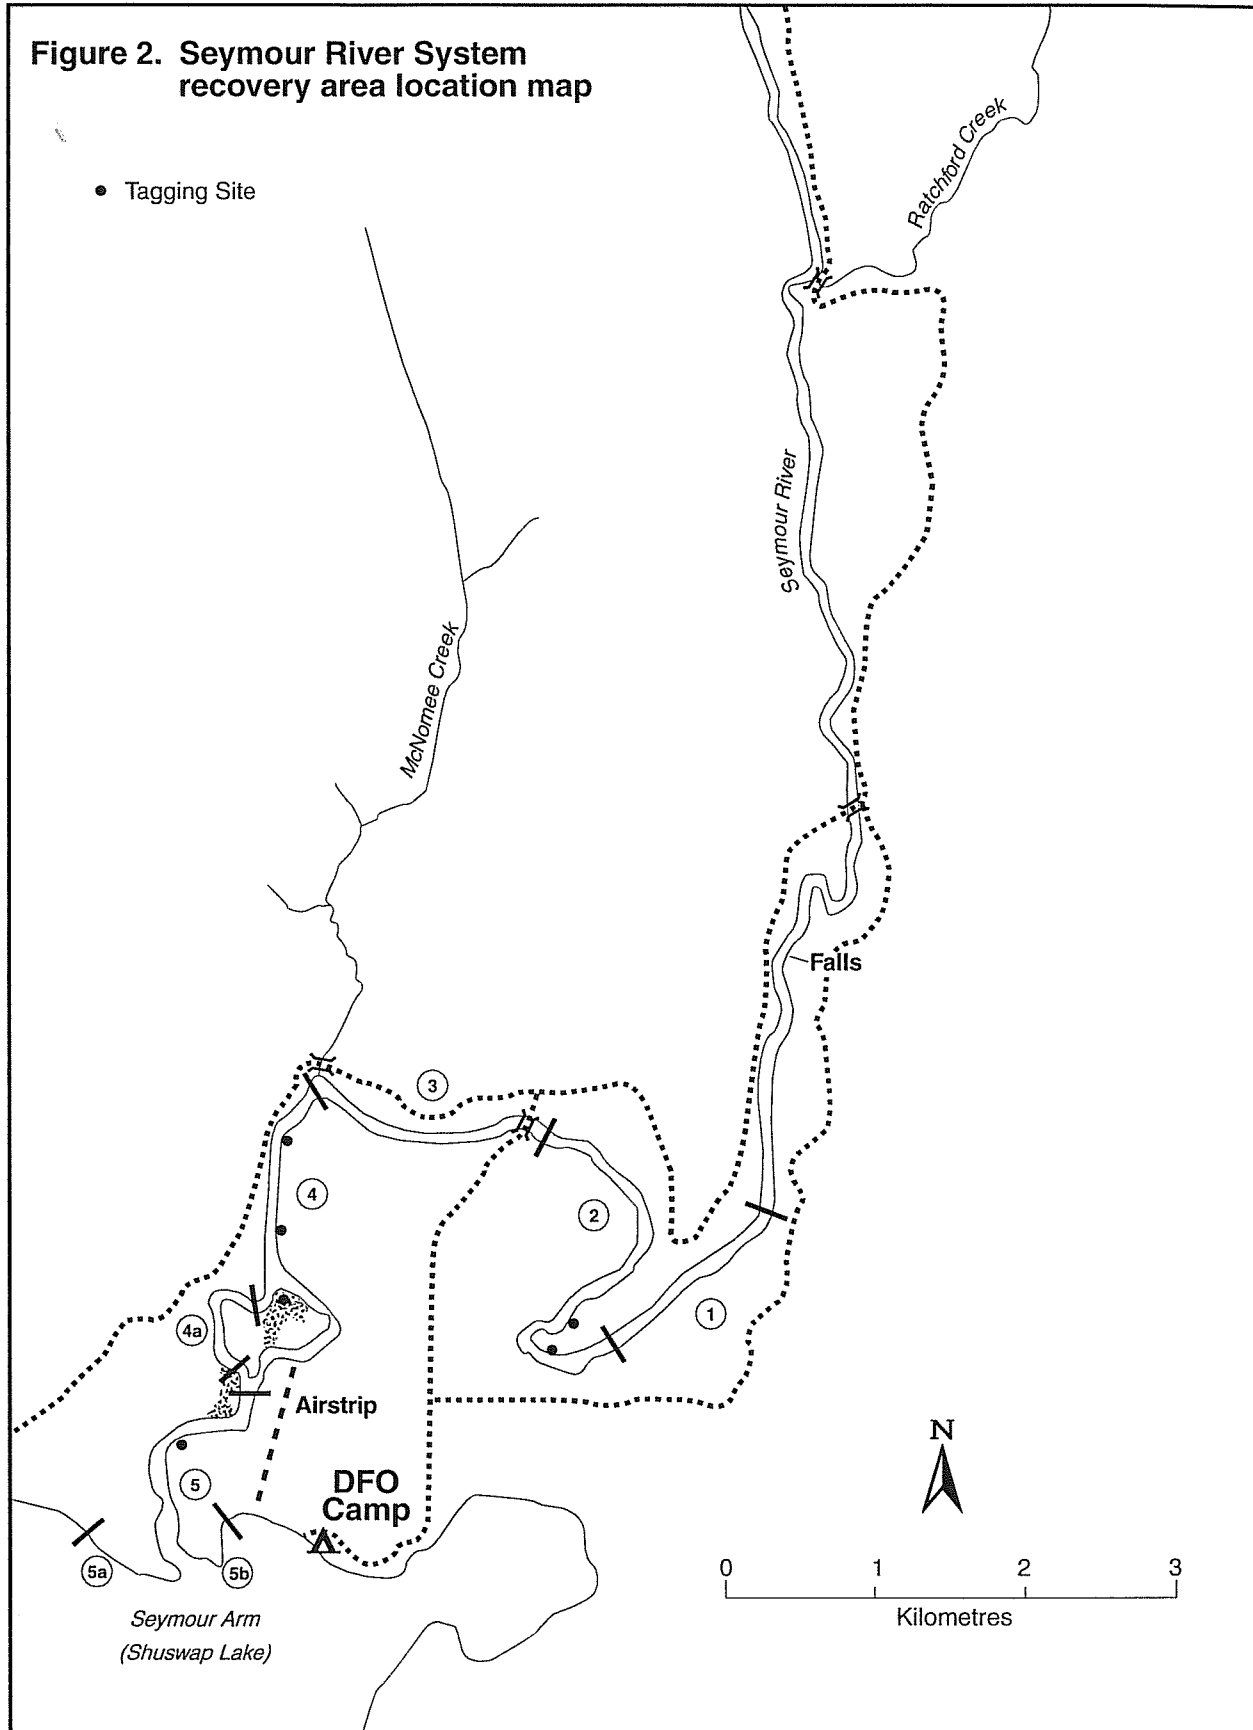 Figure 2. Seymour River System
recovery area location map
Tagging Site
Ratchford Creek
Seymour River
McNomee Creek
Falls
3
4
2
1
4a
Airstrip
N
DFO
Camp
5
5a
5b
0 1 2 3
Kilometres
Seymour Arm
(Shuswap Lake)